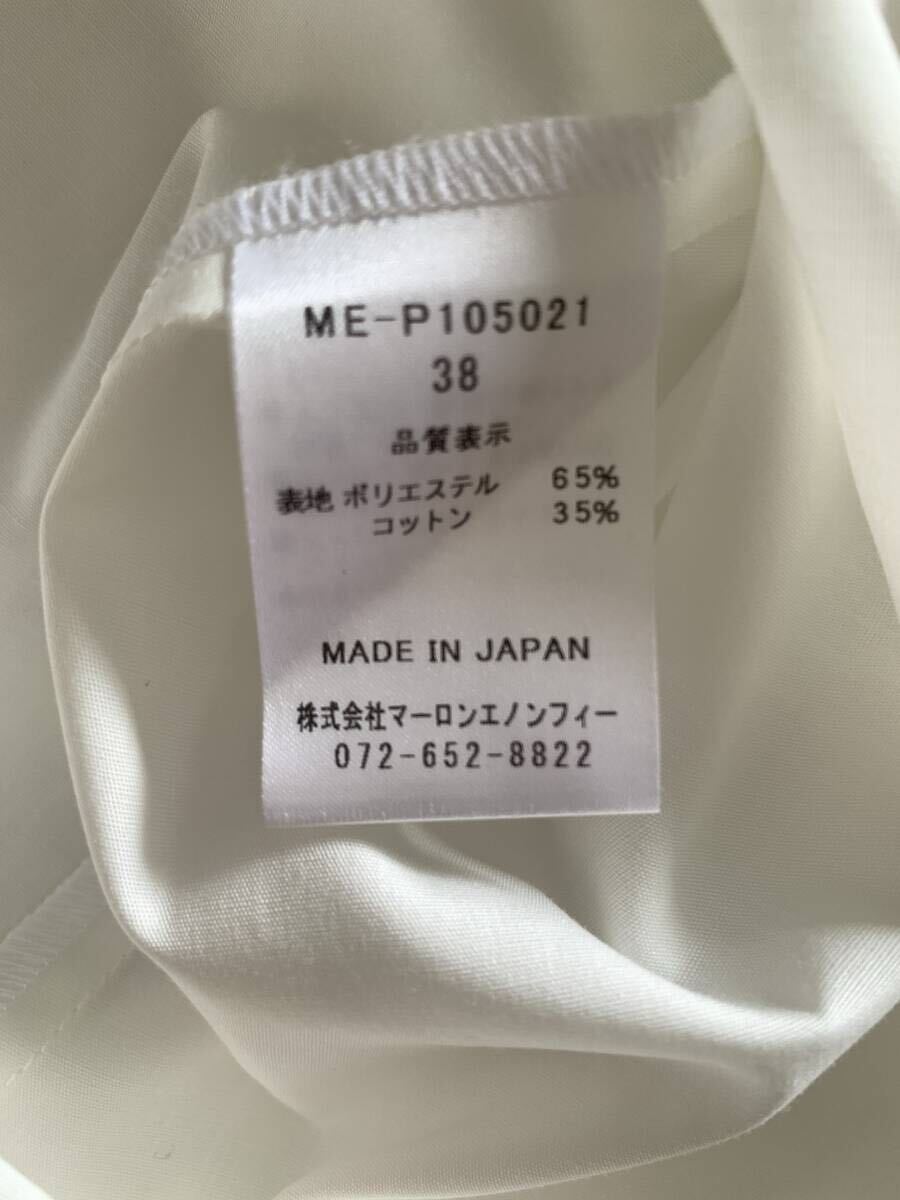 ME-P105021
38
品質表示
表地 ポリエステル 65%
コットン 35%
MADE IN JAPAN
株式会社マーロンエノンフィー
072-652-8822